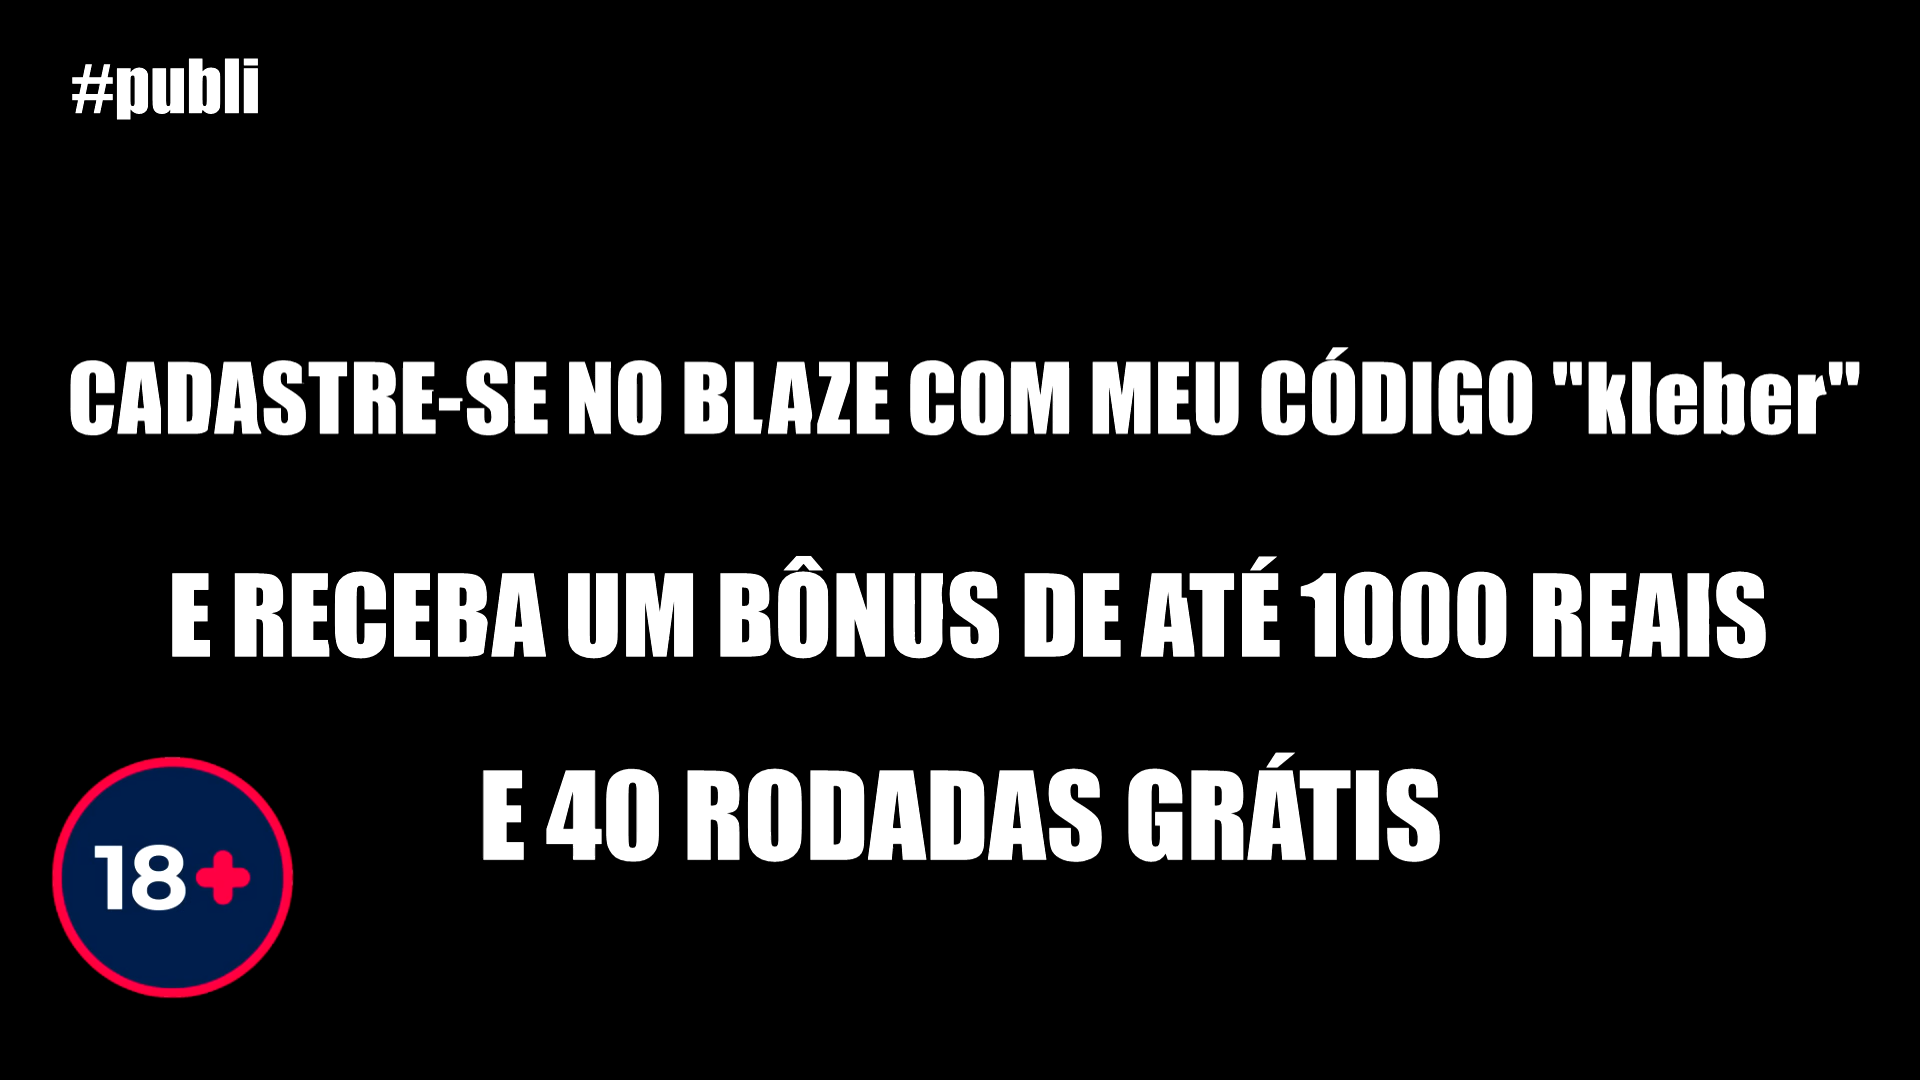 #publi
CADASTRE-SE NO BLAZE COM MEU CÓDIGO "kleber"
E RECEBA UM BÔNUS DE ATÉ 1000 REAIS
E 40 RODADAS GRÁTIS
18+